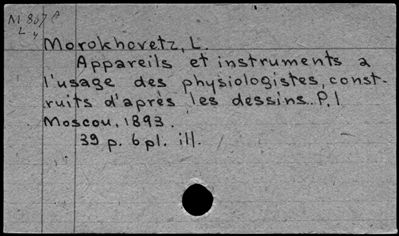 M 807
Morokhovetz, L.
Appareils et instruments a
l'usage des physiologistes, const-
ruits d'après les dessins.. P. I
Moscou, 1893.
39 p. 6 pl. ill.